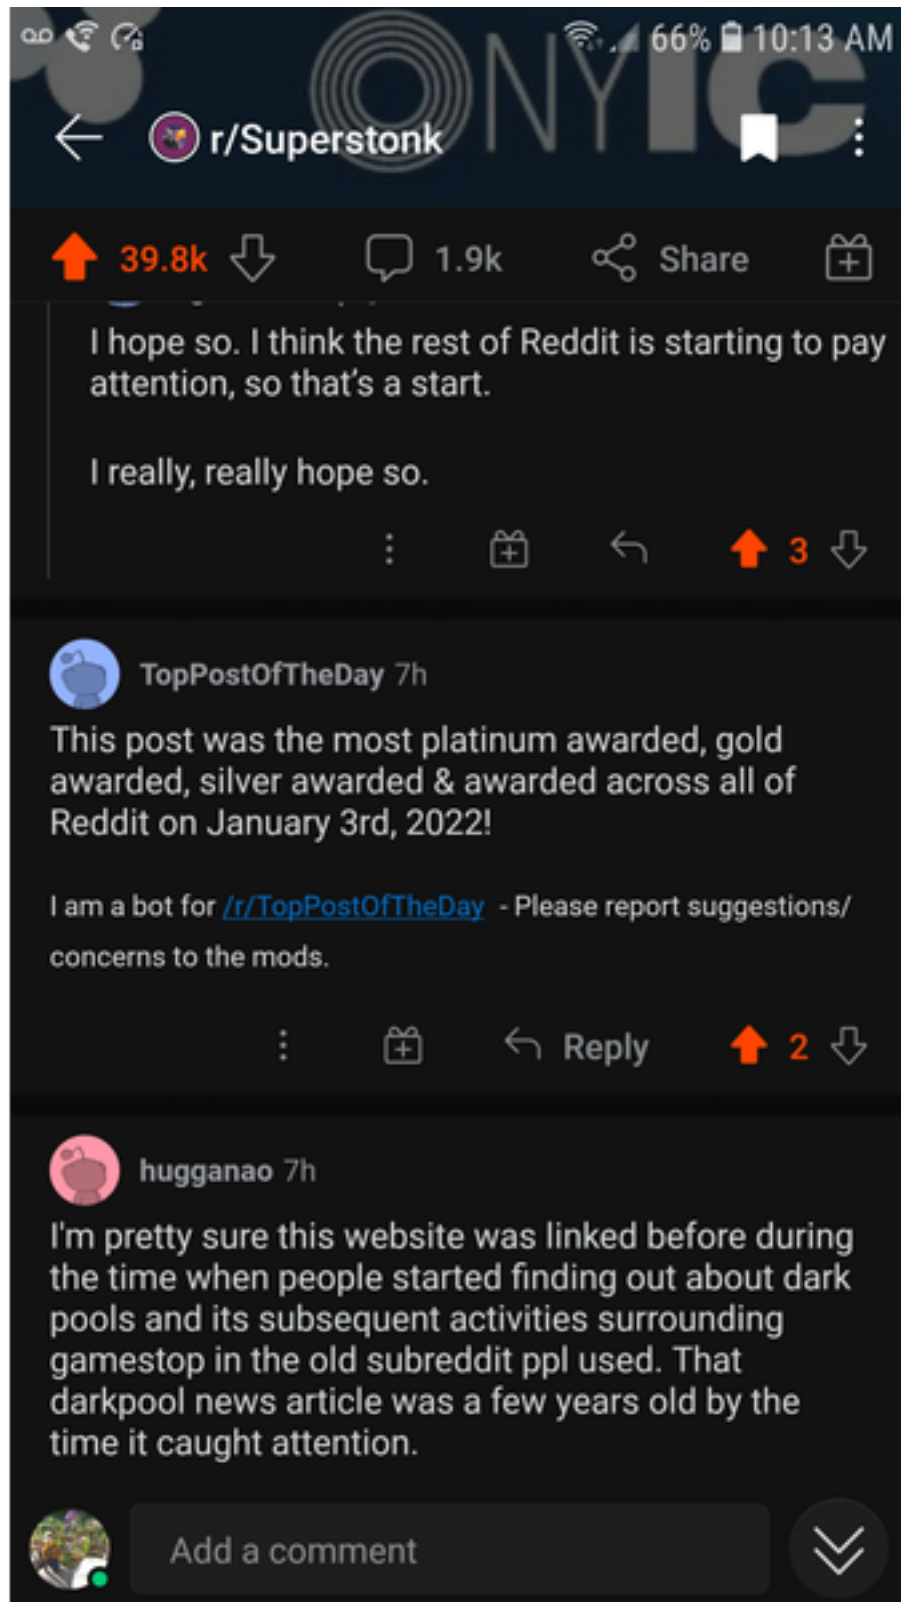 66% 10:13 AM
ONYIC
r/Superstonk
39.8k 1.9k Share
I hope so. I think the rest of Reddit is starting to pay
attention, so that's a start.
I really, really hope so.
3
TopPostOfTheDay 7h
This post was the most platinum awarded, gold
awarded, silver awarded & awarded across all of
Reddit on January 3rd, 2022!
I am a bot for /r/TopPostOfTheDay - Please report suggestions/
concerns to the mods.
Reply 2
hugganao 7h
I'm pretty sure this website was linked before during
the time when people started finding out about dark
pools and its subsequent activities surrounding
gamestop in the old subreddit ppl used. That
darkpool news article was a few years old by the
time it caught attention.
Add a comment